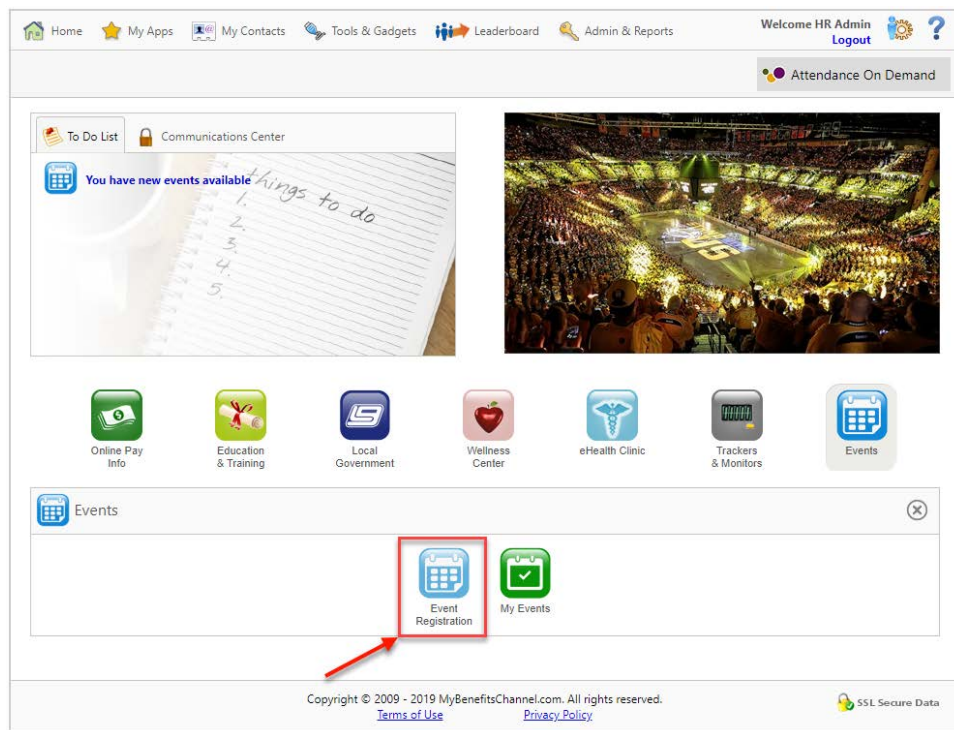 Home My Apps My Contacts Tools & Gadgets Leaderboard Admin & Reports Welcome HR Admin
Logout
Attendance On Demand
To Do List Communications Center
You have new events available
things to do
1.
2.
3.
4.
5.
Online Pay Info
Education & Training
Local Government
Wellness Center
eHealth Clinic
Trackers & Monitors
Events
Events
Event
Registration
My Events
Copyright © 2009 - 2019 MyBenefitsChannel.com. All rights reserved.
Terms of Use Privacy Policy
SSL Secure Data